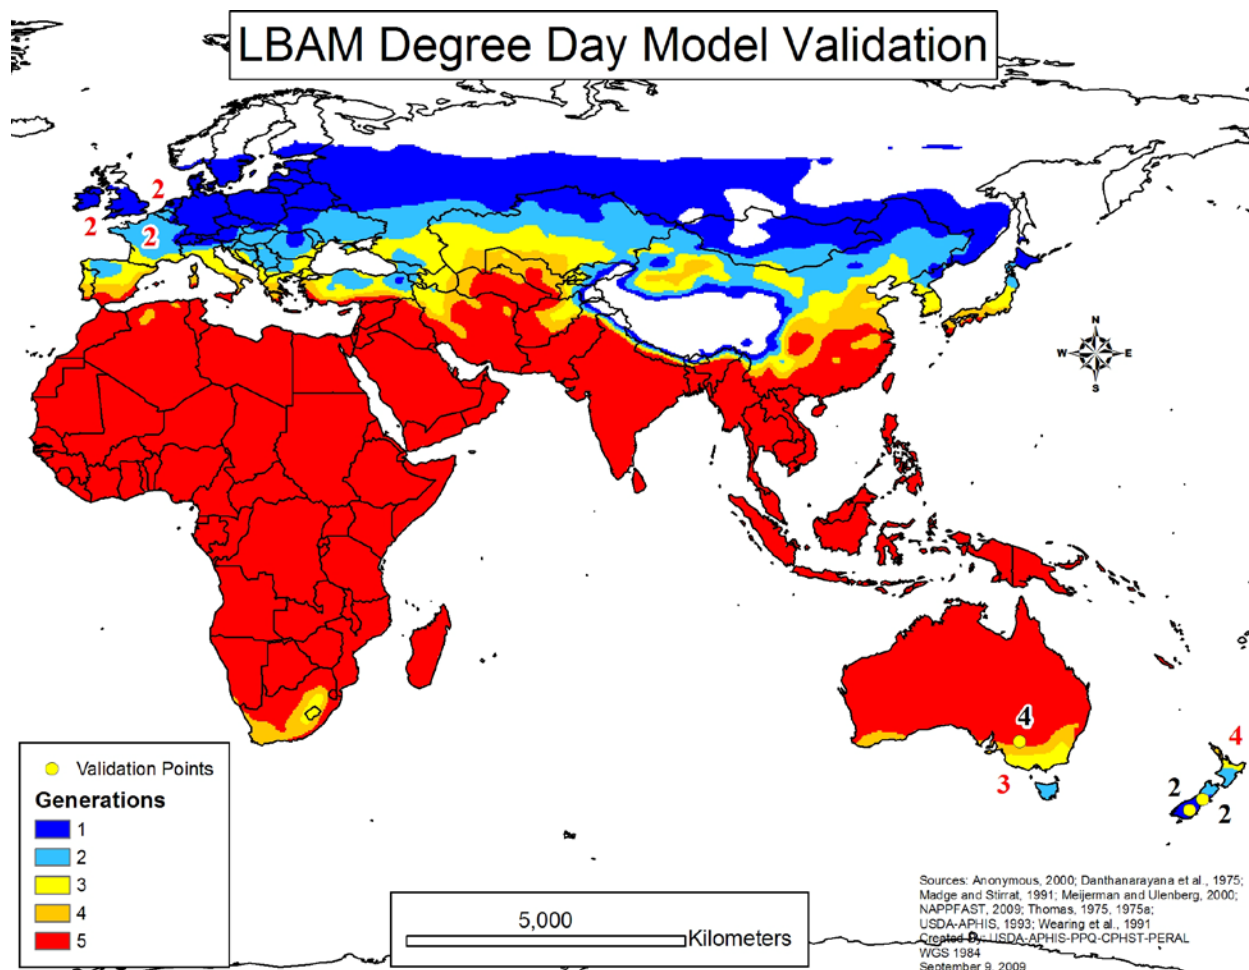 LBAM Degree Day Model Validation
2
2
2
N
W E
S
4
4
3
2
2
Validation Points
Generations
1
2
3
4
5
5,000
Kilometers
Sources: Anonymous, 2000; Danthanarayana et al., 1975;
Madge and Stirrat, 1991; Meijerman and Ulenberg, 2000;
NAPPFAST, 2009; Thomas, 1975, 1975a;
USDA-APHIS, 1993; Wearing et al., 1991
Created By: USDA-APHIS-PPQ-CPHST-PERAL
WGS 1984
September 9, 2009